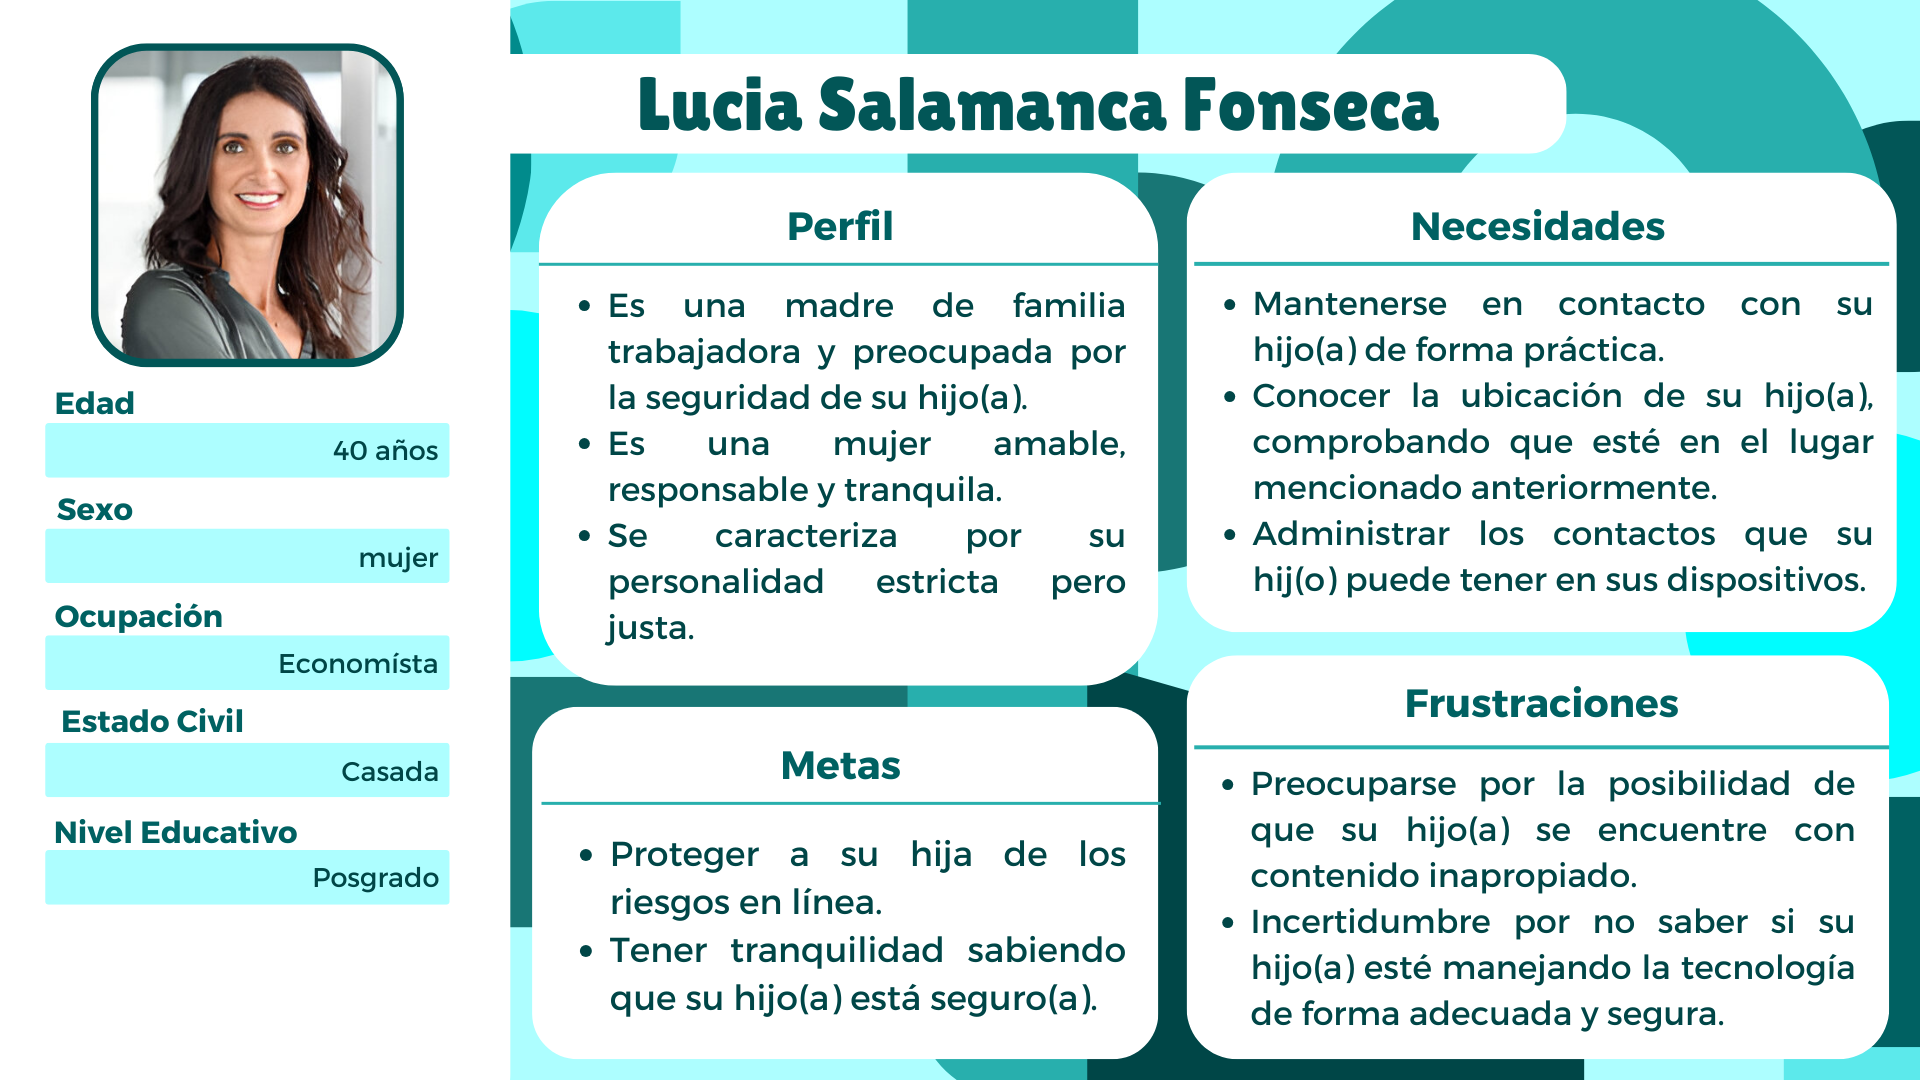 Lucia Salamanca Fonseca
Edad
40 años
Sexo
mujer
Ocupación
Economísta
Estado Civil
Casada
Nivel Educativo
Posgrado
Perfil
• Es una madre de familia
trabajadora y preocupada por
la seguridad de su hijo(a).
• Es una mujer amable,
responsable y tranquila.
• Se caracteriza por su
personalidad estricta pero
justa.
Metas
• Proteger a su hija de los
riesgos en línea.
• Tener tranquilidad sabiendo
que su hijo(a) está seguro(a).
Necesidades
• Mantenerse en contacto con su
hijo(a) de forma práctica.
• Conocer la ubicación de su hijo(a),
comprobando que esté en el lugar
mencionado anteriormente.
• Administrar los contactos que su
hij(o) puede tener en sus dispositivos.
Frustraciones
• Preocuparse por la posibilidad de
que su hijo(a) se encuentre con
contenido inapropiado.
• Incertidumbre por no saber si su
hijo(a) esté manejando la tecnología
de forma adecuada y segura.